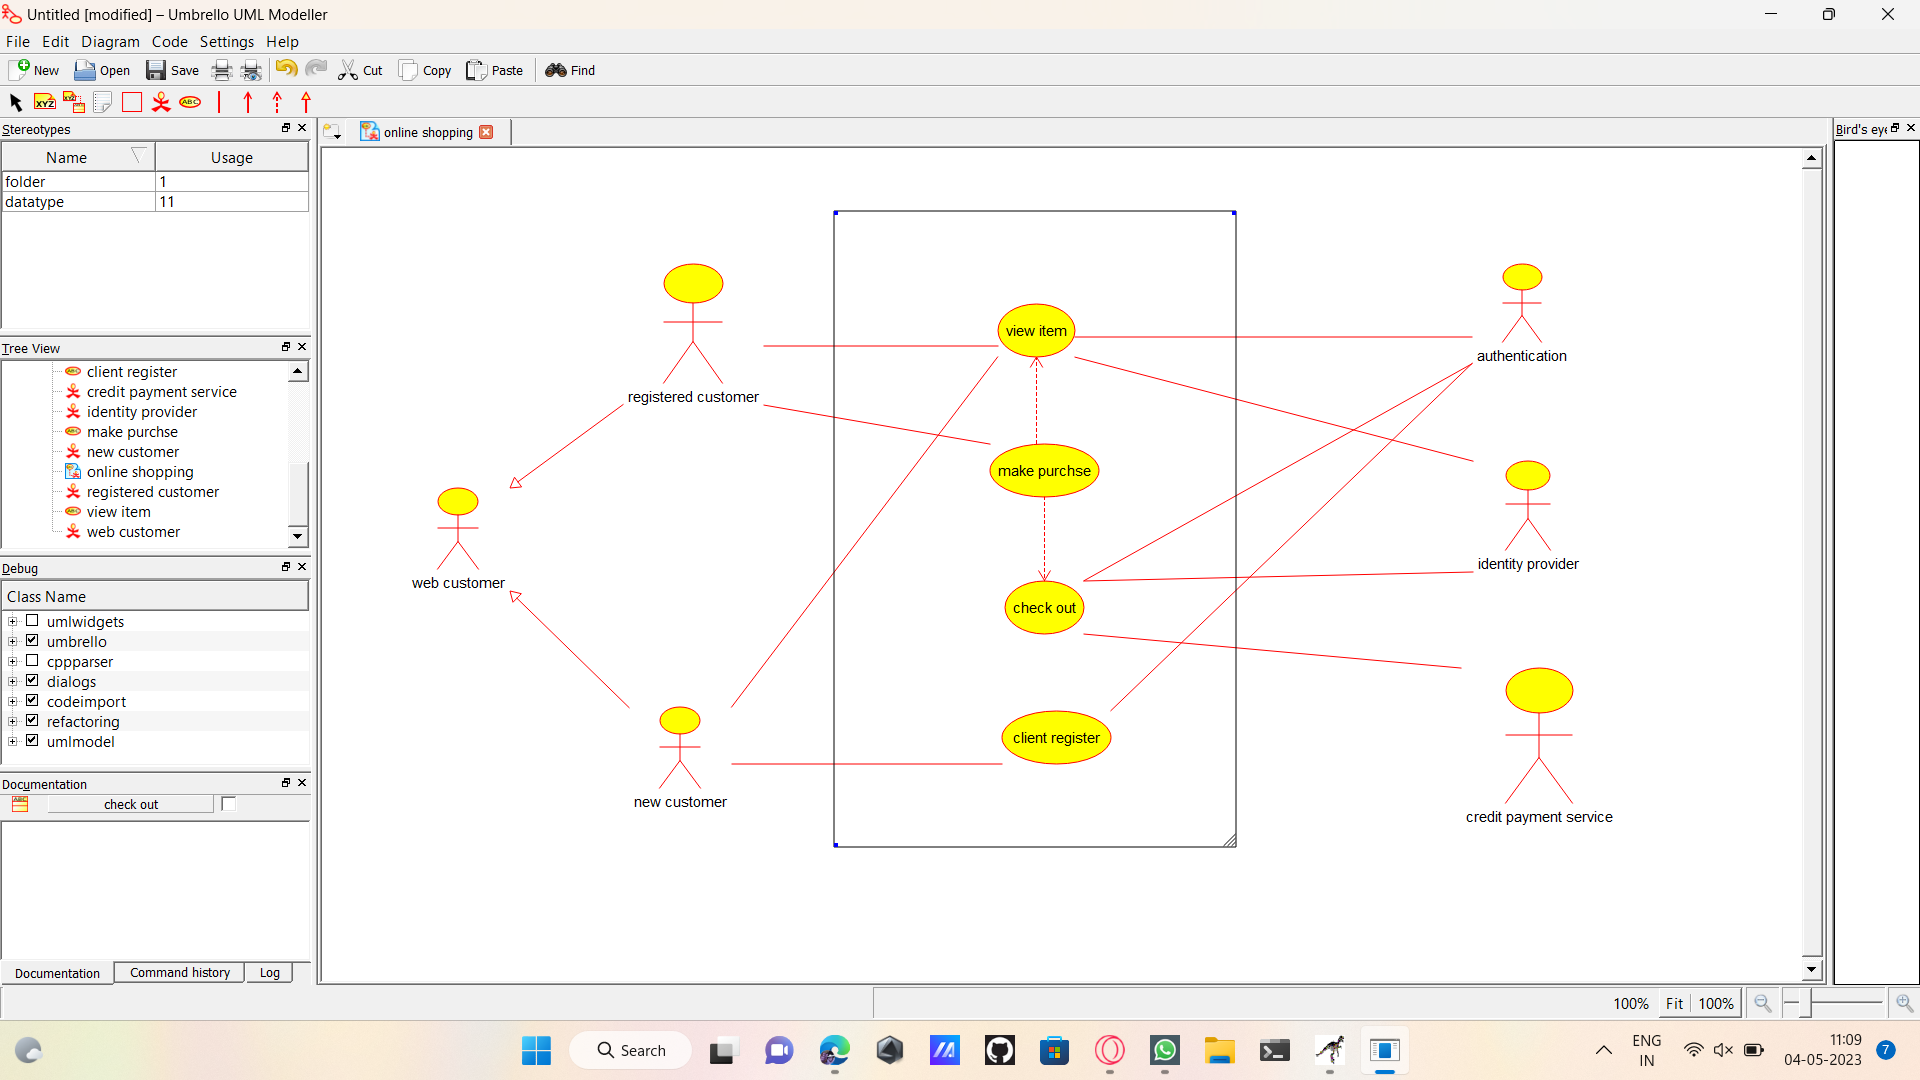 Untitled [modified] – Umbrello UML Modeller
File Edit Diagram Code Settings Help
New Open Save Cut Copy Paste Find
XYZ XYZ ABC
Stereotypes
Name Usage
folder 1
datatype 11
Tree View
client register
credit payment service
identity provider
make purchse
new customer
online shopping
registered customer
view item
web customer
Debug
Class Name
umlwidgets
umbrello
cppparser
dialogs
codeimport
refactoring
umlmodel
Documentation
ABC check out
Documentation Command history Log
online shopping
registered customer
web customer
new customer
view item
make purchse
check out
client register
authentication
identity provider
credit payment service
Bird's eye
100% Fit 100%
Search
ENG
IN
11:09
04-05-2023
7